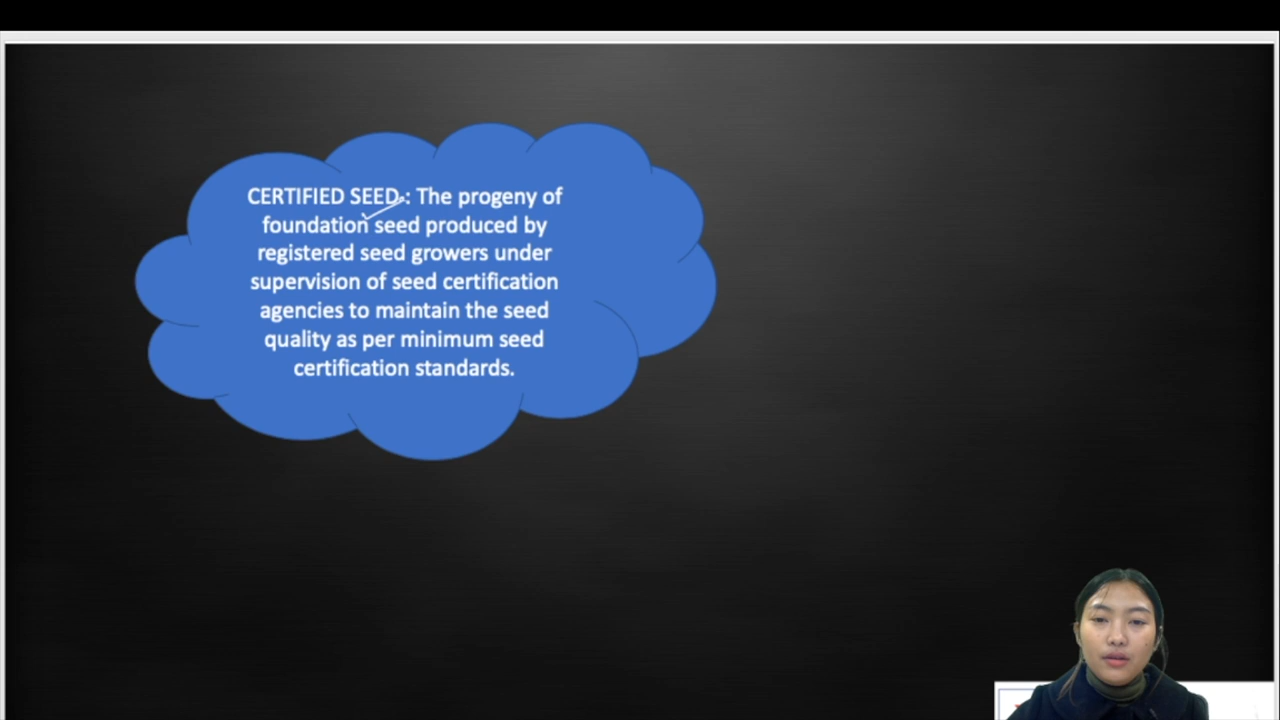 CERTIFIED SEED.: The progeny of
foundation seed produced by
registered seed growers under
supervision of seed certification
agencies to maintain the seed
quality as per minimum seed
certification standards.